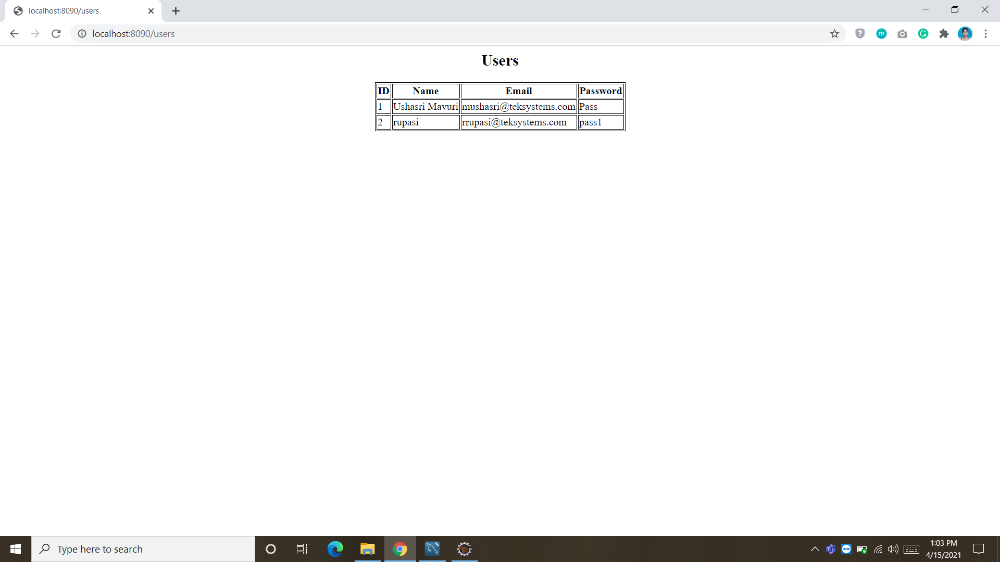 localhost:8090/users
localhost:8090/users
m
Users
ID Name Email Password
1 Ushasri Mavuri mushasri@teksystems.com Pass
2 rupasi rrupasi@teksystems.com pass1
Type here to search
1:03 PM
4/15/2021